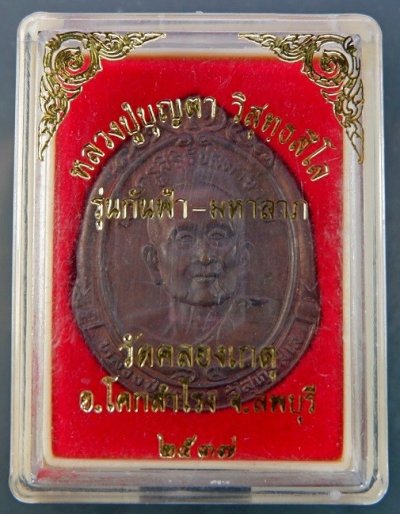 หลวงปู่บุญตา วิสุทธสีโล
รุ่นกันฟ้า-มหาลาภ
วัดคลองเกตุ
อ.โคกสำโรง จ.ลพบุรี
๒๕๓๗